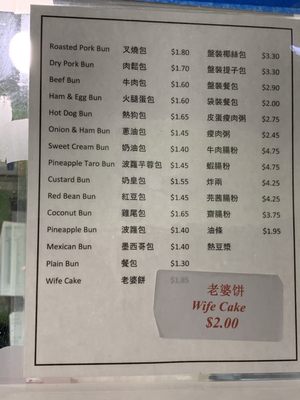 Roasted Pork Bun 叉燒包 $1.80
Dry Pork Bun 肉鬆包 $1.70
Beef Bun 牛肉包 $1.60
Ham & Egg Bun 火腿蛋包 $1.60
Hot Dog Bun 熱狗包 $1.65
Onion & Ham Bun 蔥油包 $1.45
Sweet Cream Bun 奶油包 $1.40
Pineapple Taro Bun 波蘿芋蓉包 $1.45
Custard Bun 奶皇包 $1.55
Red Bean Bun 紅豆包 $1.45
Coconut Bun 雞尾包 $1.65
Pineapple Bun 波蘿包 $1.40
Mexican Bun 墨西哥包 $1.40
Plain Bun 餐包 $1.30
Wife Cake 老婆餅 $1.85
盤裝椰絲包 $3.30
盤裝提子包 $3.30
盤裝餐包 $2.90
袋裝餐包 $2.00
皮蛋瘦肉粥 $2.75
瘦肉粥 $2.45
牛肉腸粉 $4.75
蝦腸粉 $4.75
炸兩 $4.25
芫茜腸粉 $4.25
齋腸粉 $3.75
油條 $1.95
熱豆漿
老婆饼
Wife Cake
$2.00